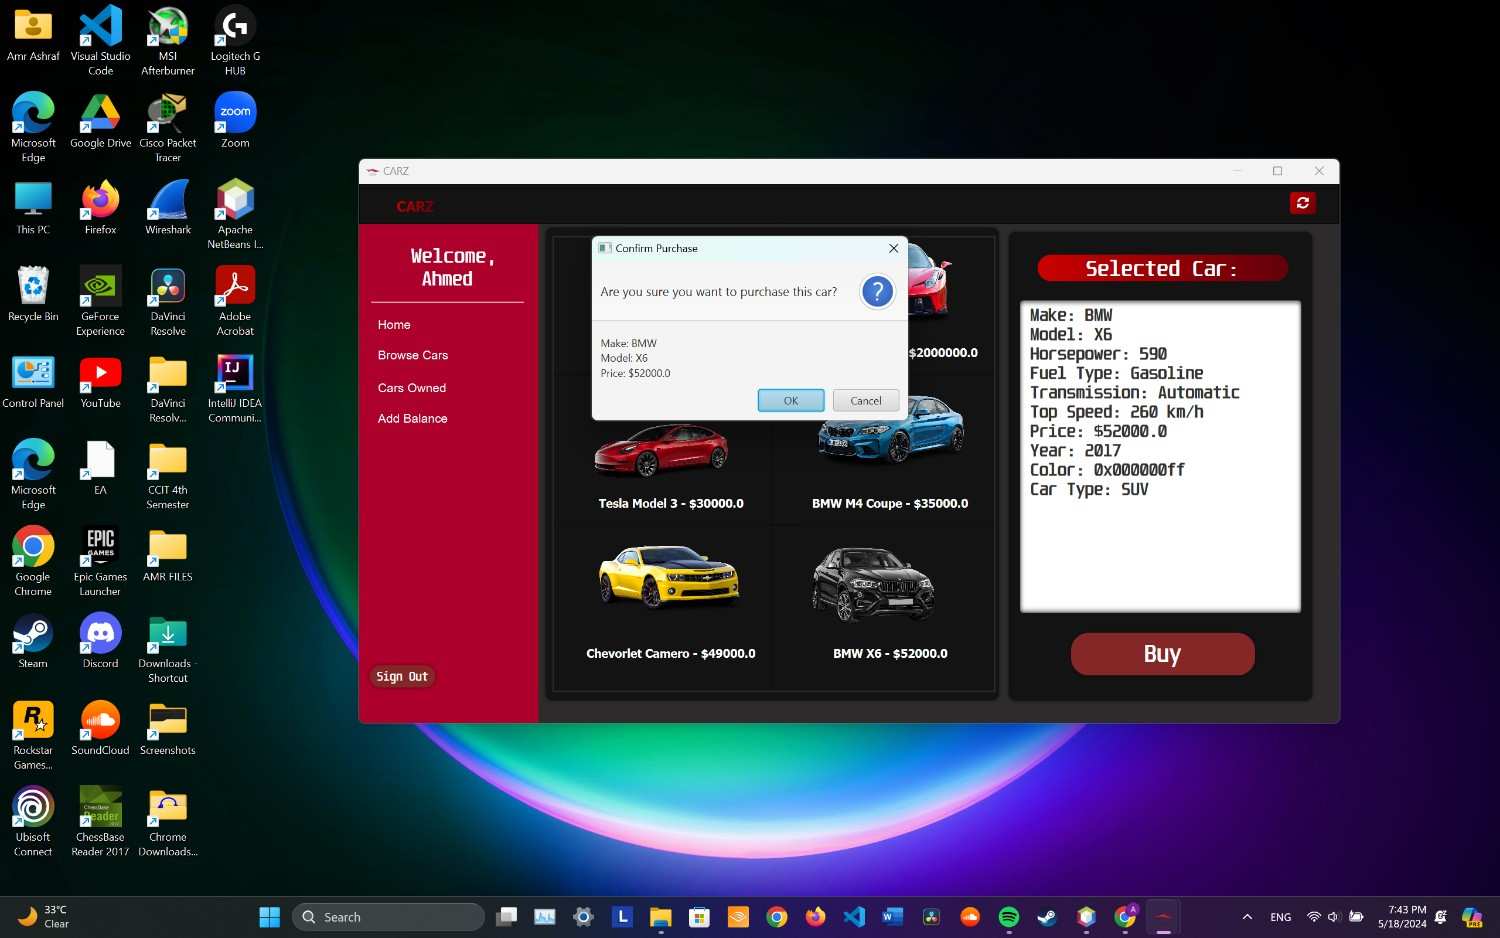 Amr Ashraf
Visual Studio
Code
MSI
Afterburner
Logitech G
HUB
Microsoft
Edge
Google Drive
Cisco Packet
Tracer
zoom
Zoom
This PC
Firefox
Wireshark
Apache
NetBeans I...
Recycle Bin
GeForce
Experience
DaVinci
Resolve
Adobe
Acrobat
Control Panel
YouTube
DaVinci
Resolv...
IJ
IntelliJ IDEA
Communi...
Microsoft
Edge
EA
CCIT 4th
Semester
Google
Chrome
EPIC
GAMES
Epic Games
Launcher
AMR FILES
Steam
Discord
Downloads -
Shortcut
Rockstar
Games...
SoundCloud
Screenshots
Ubisoft
Connect
ChessBase
Reader
ChessBase
Reader 2017
Chrome
Downloads...
CARZ
CARZ
Welcome,
Ahmed
Home
Browse Cars
Cars Owned
Add Balance
Sign Out
Confirm Purchase
Are you sure you want to purchase this car?
?
Make: BMW
Model: X6
Price: $52000.0
OK
Cancel
$2000000.0
Tesla Model 3 - $30000.0
BMW M4 Coupe - $35000.0
Chevorlet Camero - $49000.0
BMW X6 - $52000.0
Selected Car:
Make: BMW
Model: X6
Horsepower: 590
Fuel Type: Gasoline
Transmission: Automatic
Top Speed: 260 km/h
Price: $52000.0
Year: 2017
Color: 0x000000ff
Car Type: SUV
Buy
33°C
Clear
Search
L
A
ENG
7:43 PM
5/18/2024
PRE